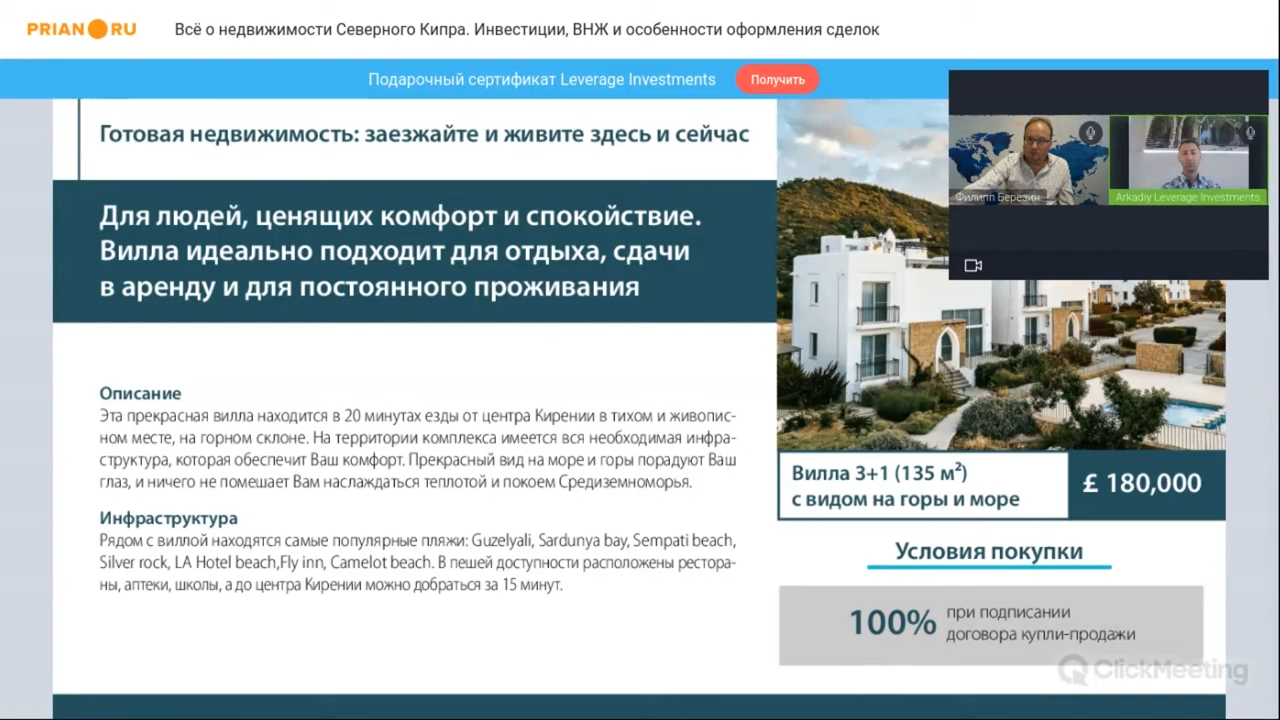 PRIAN RU
Всё о недвижимости Северного Кипра. Инвестиции, ВНЖ и особенности оформления сделок
Подарочный сертификат Leverage Investments
Получить
Готовая недвижимость: заезжайте и живите здесь и сейчас
Для людей, ценящих комфорт и спокойствие.
Вилла идеально подходит для отдыха, сдачи
в аренду и для постоянного проживания
Филипп Березин
Arkadiy Leverage Investments
Описание
Эта прекрасная вилла находится в 20 минутах езды от центра Кирении в тихом и живопис-
ном месте, на горном склоне. На территории комплекса имеется вся необходимая инфра-
структура, которая обеспечит Ваш комфорт. Прекрасный вид на море и горы порадуют Ваш
глаз, и ничего не помешает Вам наслаждаться теплотой и покоем Средиземноморья.
Инфраструктура
Рядом с виллой находятся самые популярные пляжи: Guzelyali, Sardunya bay, Sempati beach,
Silver rock, LA Hotel beach,Fly inn, Camelot beach. В пешей доступности расположены рестора-
ны, аптеки, школы, а до центра Кирении можно добраться за 15 минут.
Вилла 3+1 (135 м²)
с видом на горы и море
£ 180,000
Условия покупки
100%
при подписании
договора купли-продажи
ClickMeeting